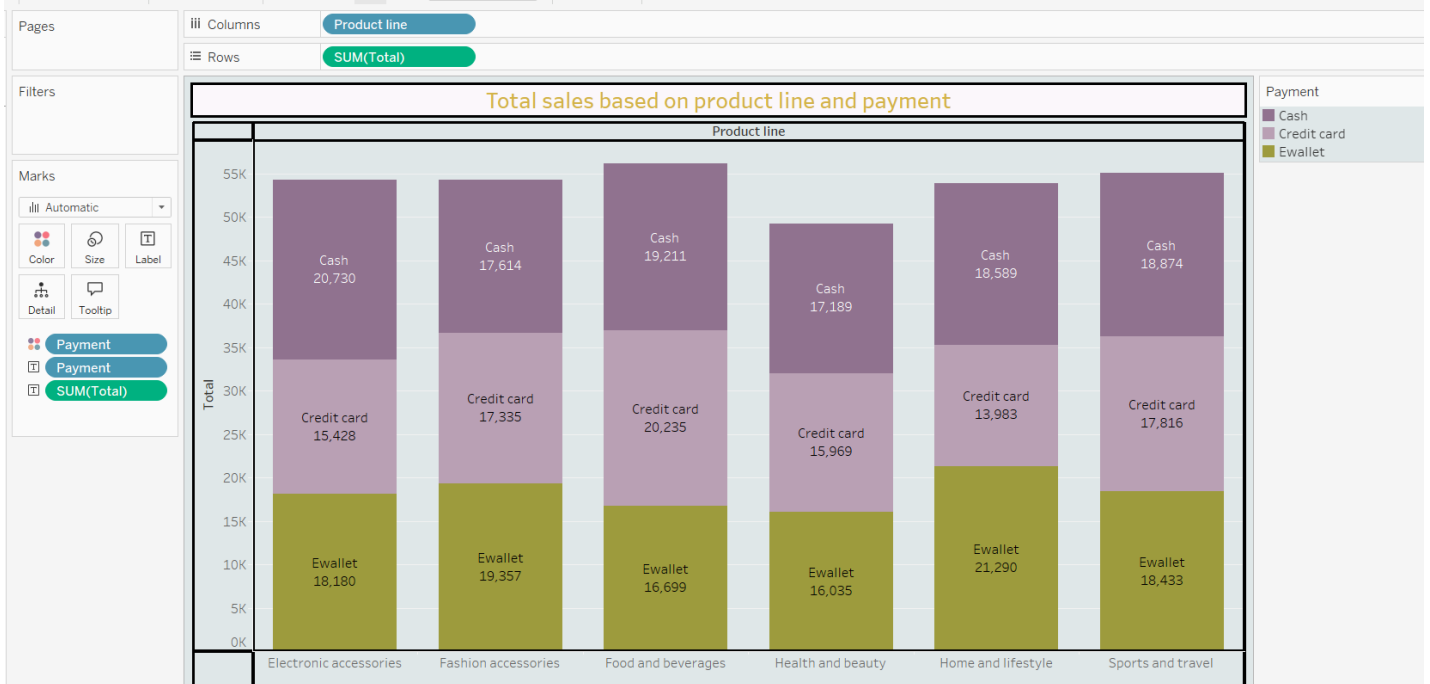 Pages
Filters
Marks
Automatic
Color
Size
Label
Detail
Tooltip
Payment
Payment
SUM(Total)
Columns
Product line
Rows
SUM(Total)
Total sales based on product line and payment
Product line
Total
55K
50K
45K
40K
35K
30K
25K
20K
15K
10K
5K
0K
Cash
20,730
Credit card
15,428
Ewallet
18,180
Electronic accessories
Cash
17,614
Credit card
17,335
Ewallet
19,357
Fashion accessories
Cash
19,211
Credit card
20,235
Ewallet
16,699
Food and beverages
Cash
17,189
Credit card
15,969
Ewallet
16,035
Health and beauty
Cash
18,589
Credit card
13,983
Ewallet
21,290
Home and lifestyle
Cash
18,874
Credit card
17,816
Ewallet
18,433
Sports and travel
Payment
Cash
Credit card
Ewallet